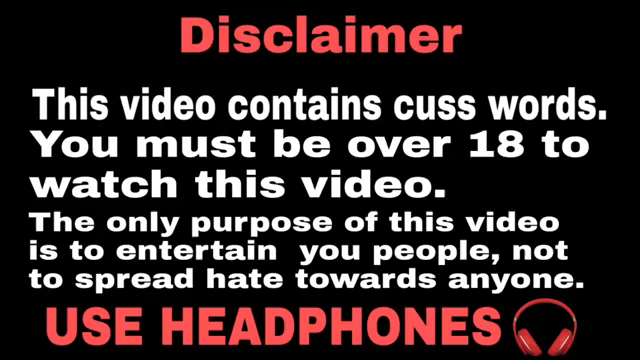 Disclaimer
This video contains cuss words.
You must be over 18 to
watch this video.
The only purpose of this video
is to entertain you people, not
to spread hate towards anyone.
USE HEADPHONES